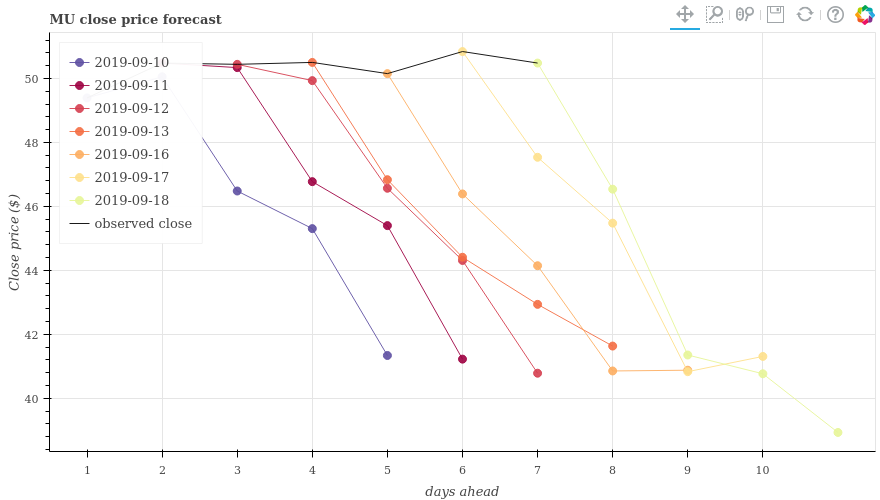 MU close price forecast
2019-09-10
2019-09-11
2019-09-12
2019-09-13
2019-09-16
2019-09-17
2019-09-18
observed close
Close price ($)
50
48
46
44
42
40
1 2 3 4 5 6 7 8 9 10
days ahead